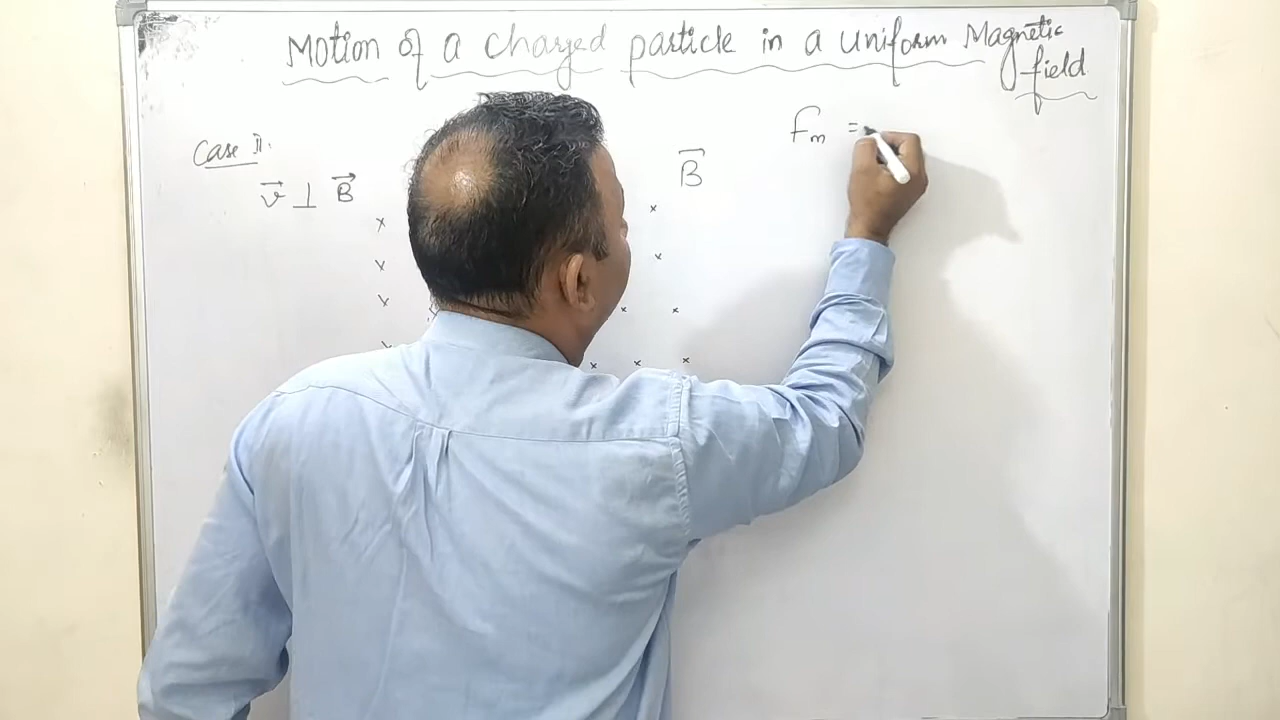 Motion of a charged particle in a uniform Magnetic
field
Case II.
v⃗ ⊥ B⃗
B⃗
Fm =
x x
x x
x x x
x x x x